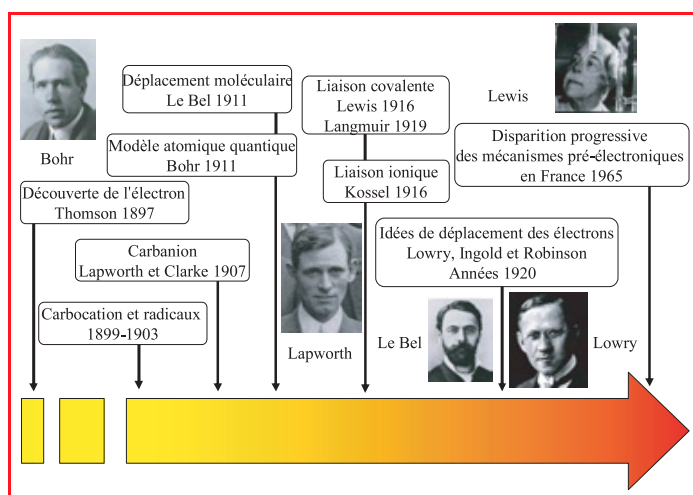 Déplacement moléculaire
Le Bel 1911
Liaison covalente
Lewis 1916
Langmuir 1919
Lewis
Bohr
Modèle atomique quantique
Bohr 1911
Disparition progressive
des mécanismes pré-électroniques
en France 1965
Découverte de l'électron
Thomson 1897
Liaison ionique
Kossel 1916
Carbanion
Lapworth et Clarke 1907
Idées de déplacement des électrons
Lowry, Ingold et Robinson
Années 1920
Carbocation et radicaux
1899-1903
Lapworth
Le Bel
Lowry